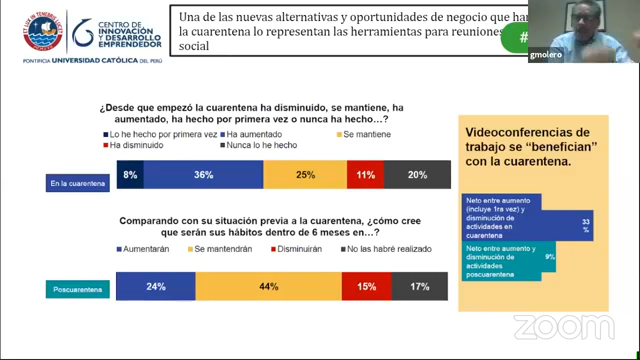 CENTRO DE
INNOVACIÓN
Y DESARROLLO
EMPRENDEDOR
PONTIFICIA UNIVERSIDAD CATÓLICA DEL PERÚ
Una de las nuevas alternativas y oportunidades de negocio que
la cuarentena lo representan las herramientas para reuniones
social
#
gmolero
¿Desde que empezó la cuarentena ha disminuido, se mantiene, ha
aumentado, ha hecho por primera vez o nunca ha hecho…?
Lo he hecho por primera vez Ha aumentado Se mantiene
Ha disminuido Nunca lo he hecho
En la cuarentena 8% 36% 25% 11% 20%
Comparando con su situación previa a la cuarentena, ¿cómo cree
que serán sus hábitos dentro de 6 meses en…?
Aumentarán Se mantendrán Disminuirán No las habré realizado
Poscuarentena 24% 44% 15% 17%
Videoconferencias de
trabajo se “benefician”
con la cuarentena.
Neto entre aumento
(incluye 1ra vez) y
disminución de
actividades en
cuarentena
33
%
Neto entre aumento y
disminución de
actividades
poscuarentena
9%
zoom